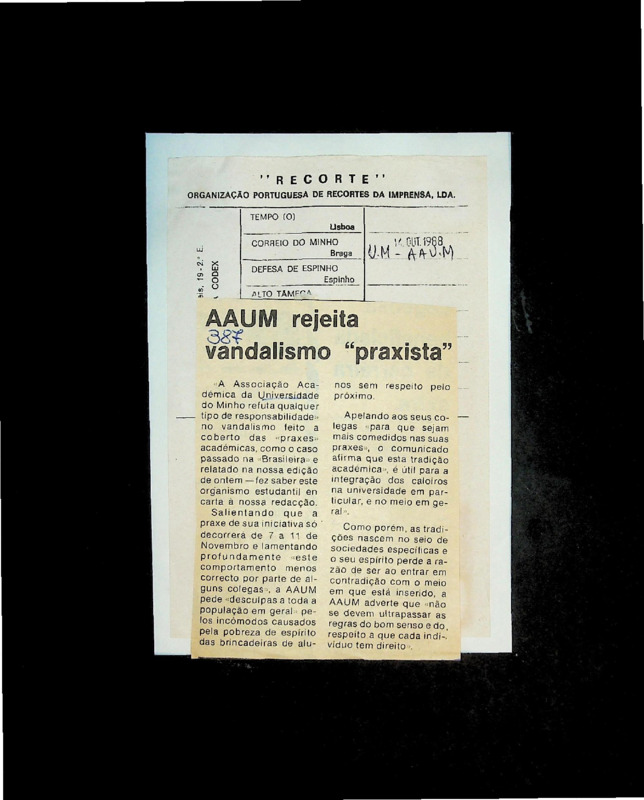 "RECORTE"
ORGANIZAÇÃO PORTUGUESA DE RECORTES DA IMPRENSA, LDA.
TEMPO (O)
Lisboa
CORREIO DO MINHO
Braga
DEFESA DE ESPINHO
Espinho
ALTO TÂMEGA
OUT. 1988
U.M - AAU.M
19-2.º E.
CODEX
AAUM rejeita
387
vandalismo “praxista”
«A Associação Aca-
démica da Universidade
do Minho refuta qualquer
tipo de responsabilidade»
no vandalismo feito a
coberto das «praxes»
académicas, como o caso
passado na «Brasileira» e
relatado na nossa edição
de ontem — fez saber este
organismo estudantil en
carta à nossa redacção.
Salientando que a
praxe de sua iniciativa só
decorrerá de 7 a 11 de
Novembro e lamentando
profundamente «este
comportamento menos
correcto por parte de al-
guns colegas», a AAUM
pede «desculpas a toda a
população em geral» pe-
los incómodos causados
pela pobreza de espírito
das brincadeiras de alu-
nos sem respeito pelo
próximo.
Apelando aos seus co-
legas «para que sejam
mais comedidos nas suas
praxes», o comunicado
afirma que esta tradição
académica», é útil para a
integração dos caloiros
na universidade em par-
ticular, e no meio em ge-
ral».
Como porém, as tradi-
ções nascem no seio de
sociedades específicas e
o seu espírito perde a ra-
zão de ser ao entrar em
contradição com o meio
em que está inserido, a
AAUM adverte que «não
se devem ultrapassar as
regras do bom senso e do
respeito a que cada indi-
víduo tem direito».